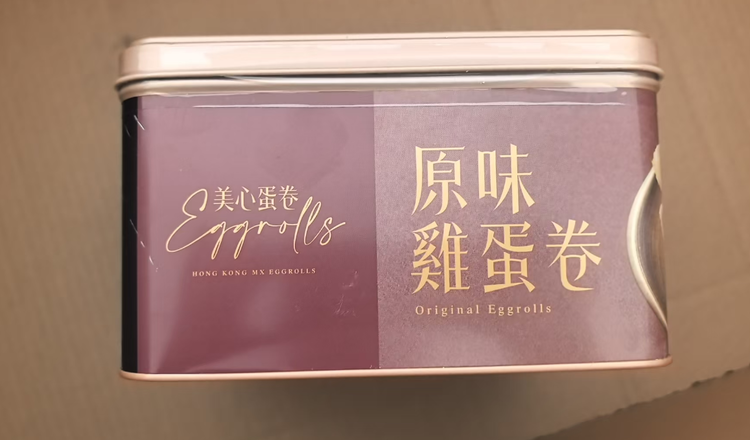 美心蛋卷
Eggrolls
HONG KONG MX EGGROLLS
原味
雞蛋卷
Original Eggrolls